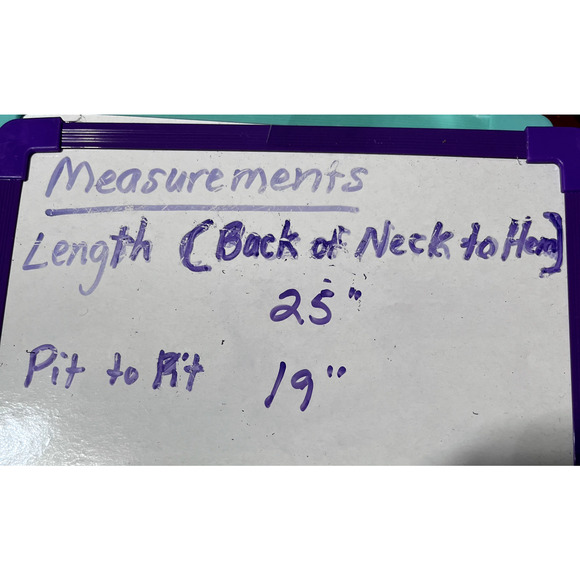 Measurements
Length (Back of Neck to Hem)
25"
Pit to Pit 19"